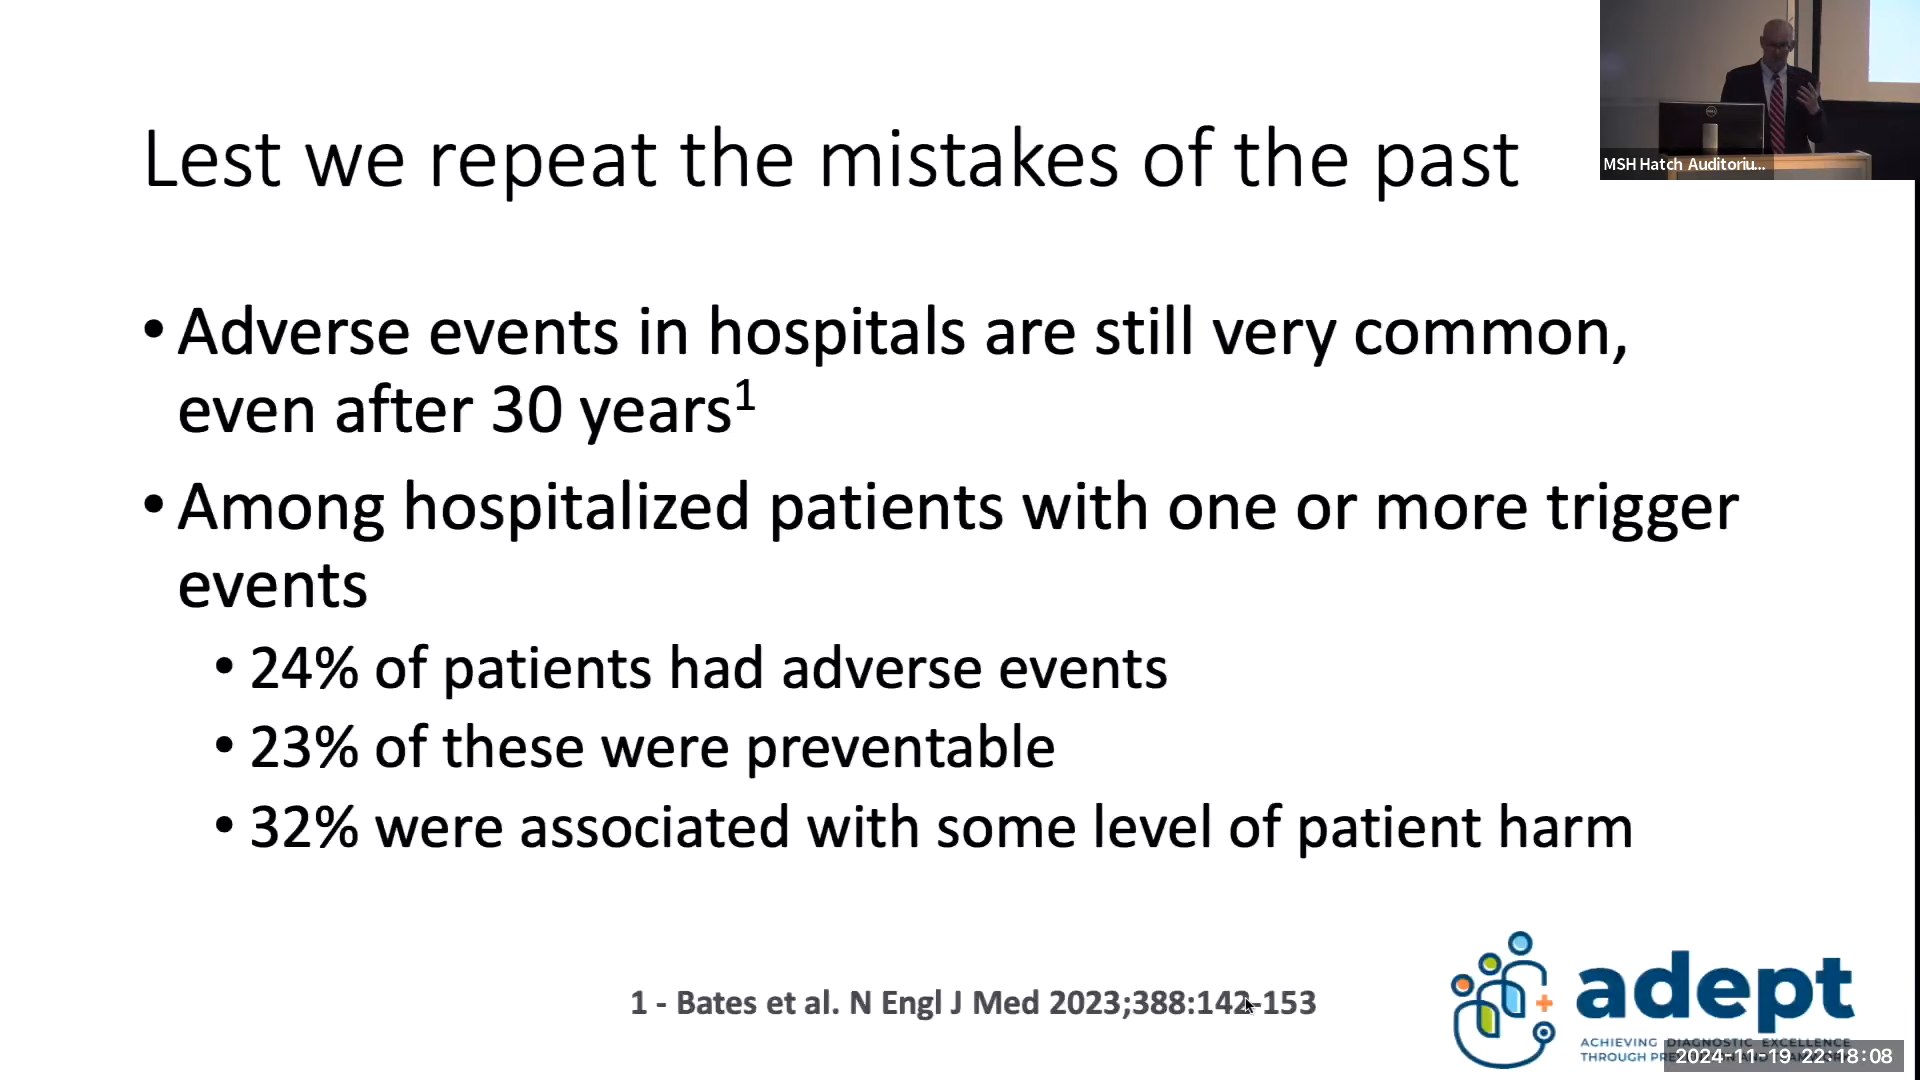 Lest we repeat the mistakes of the past
MSH Hatch Auditoriu...
• Adverse events in hospitals are still very common,
even after 30 years1
• Among hospitalized patients with one or more trigger
events
• 24% of patients had adverse events
• 23% of these were preventable
• 32% were associated with some level of patient harm
1 - Bates et al. N Engl J Med 2023;388:142-153
adept
ACHIEVING DIAGNOSTIC EXCELLENCE
THROUGH
2024-11-19 22:18:08